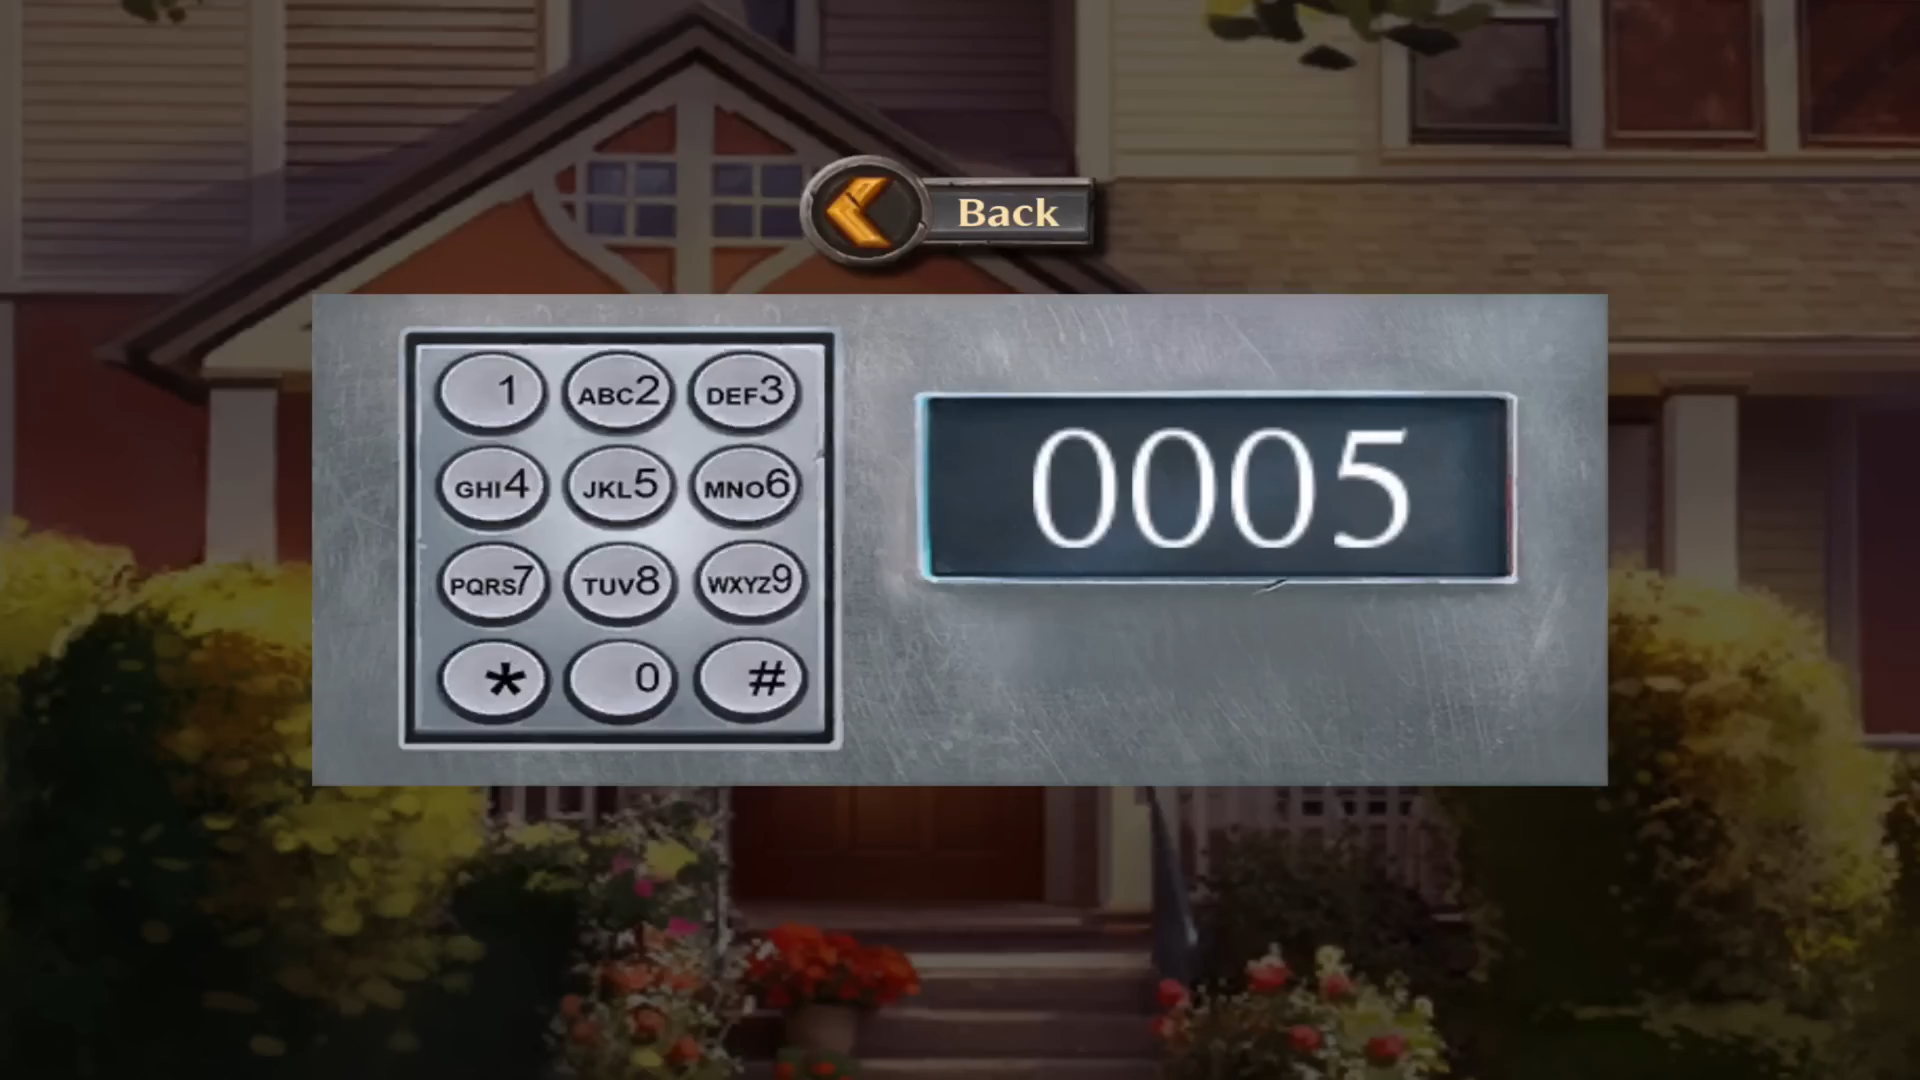 Back
1 ABC2 DEF3
GHI4 JKL5 MNO6
PQRS7 TUV8 WXYZ9
* 0 #
0005